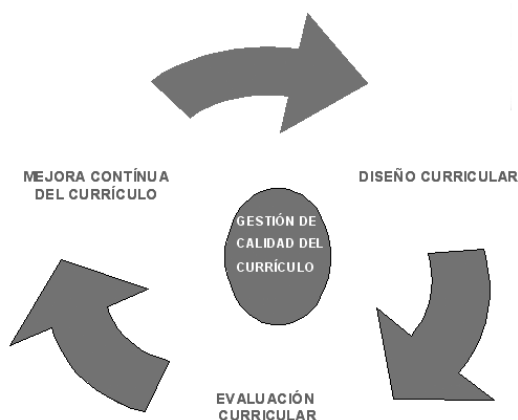 MEJORA CONTÍNUA
DEL CURRÍCULO
DISEÑO CURRICULAR
GESTIÓN DE
CALIDAD DEL
CURRÍCULO
EVALUACIÓN
CURRICULAR